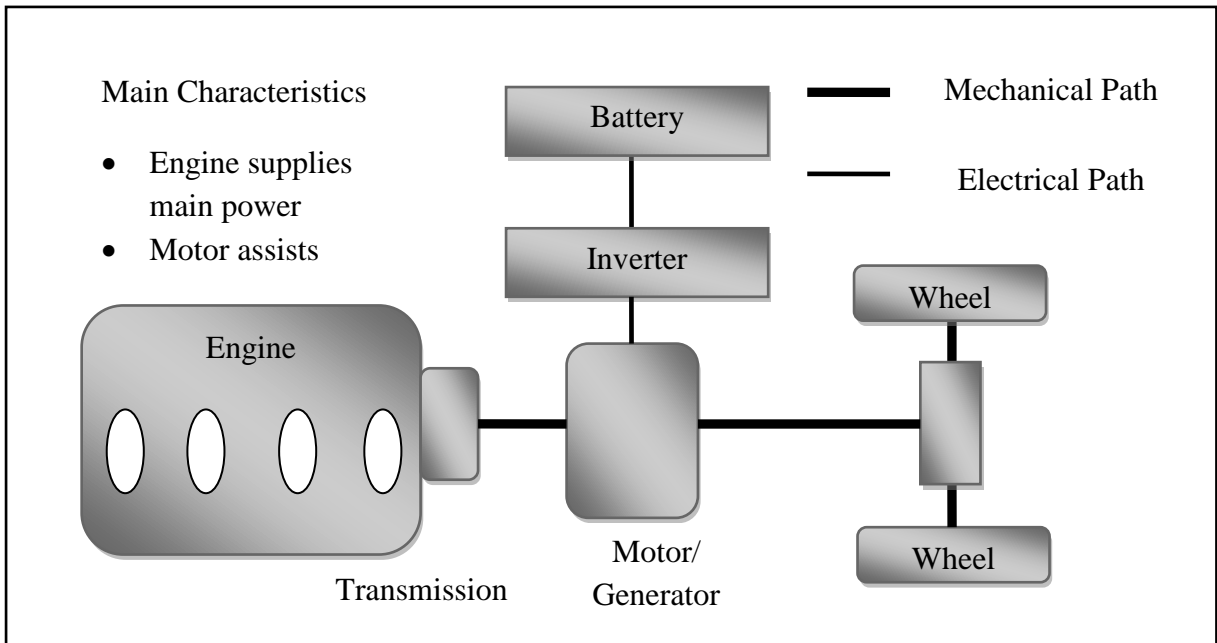 Main Characteristics
• Engine supplies
main power
• Motor assists
Battery
Inverter
Mechanical Path
Electrical Path
Engine
Transmission
Motor/
Generator
Wheel
Wheel